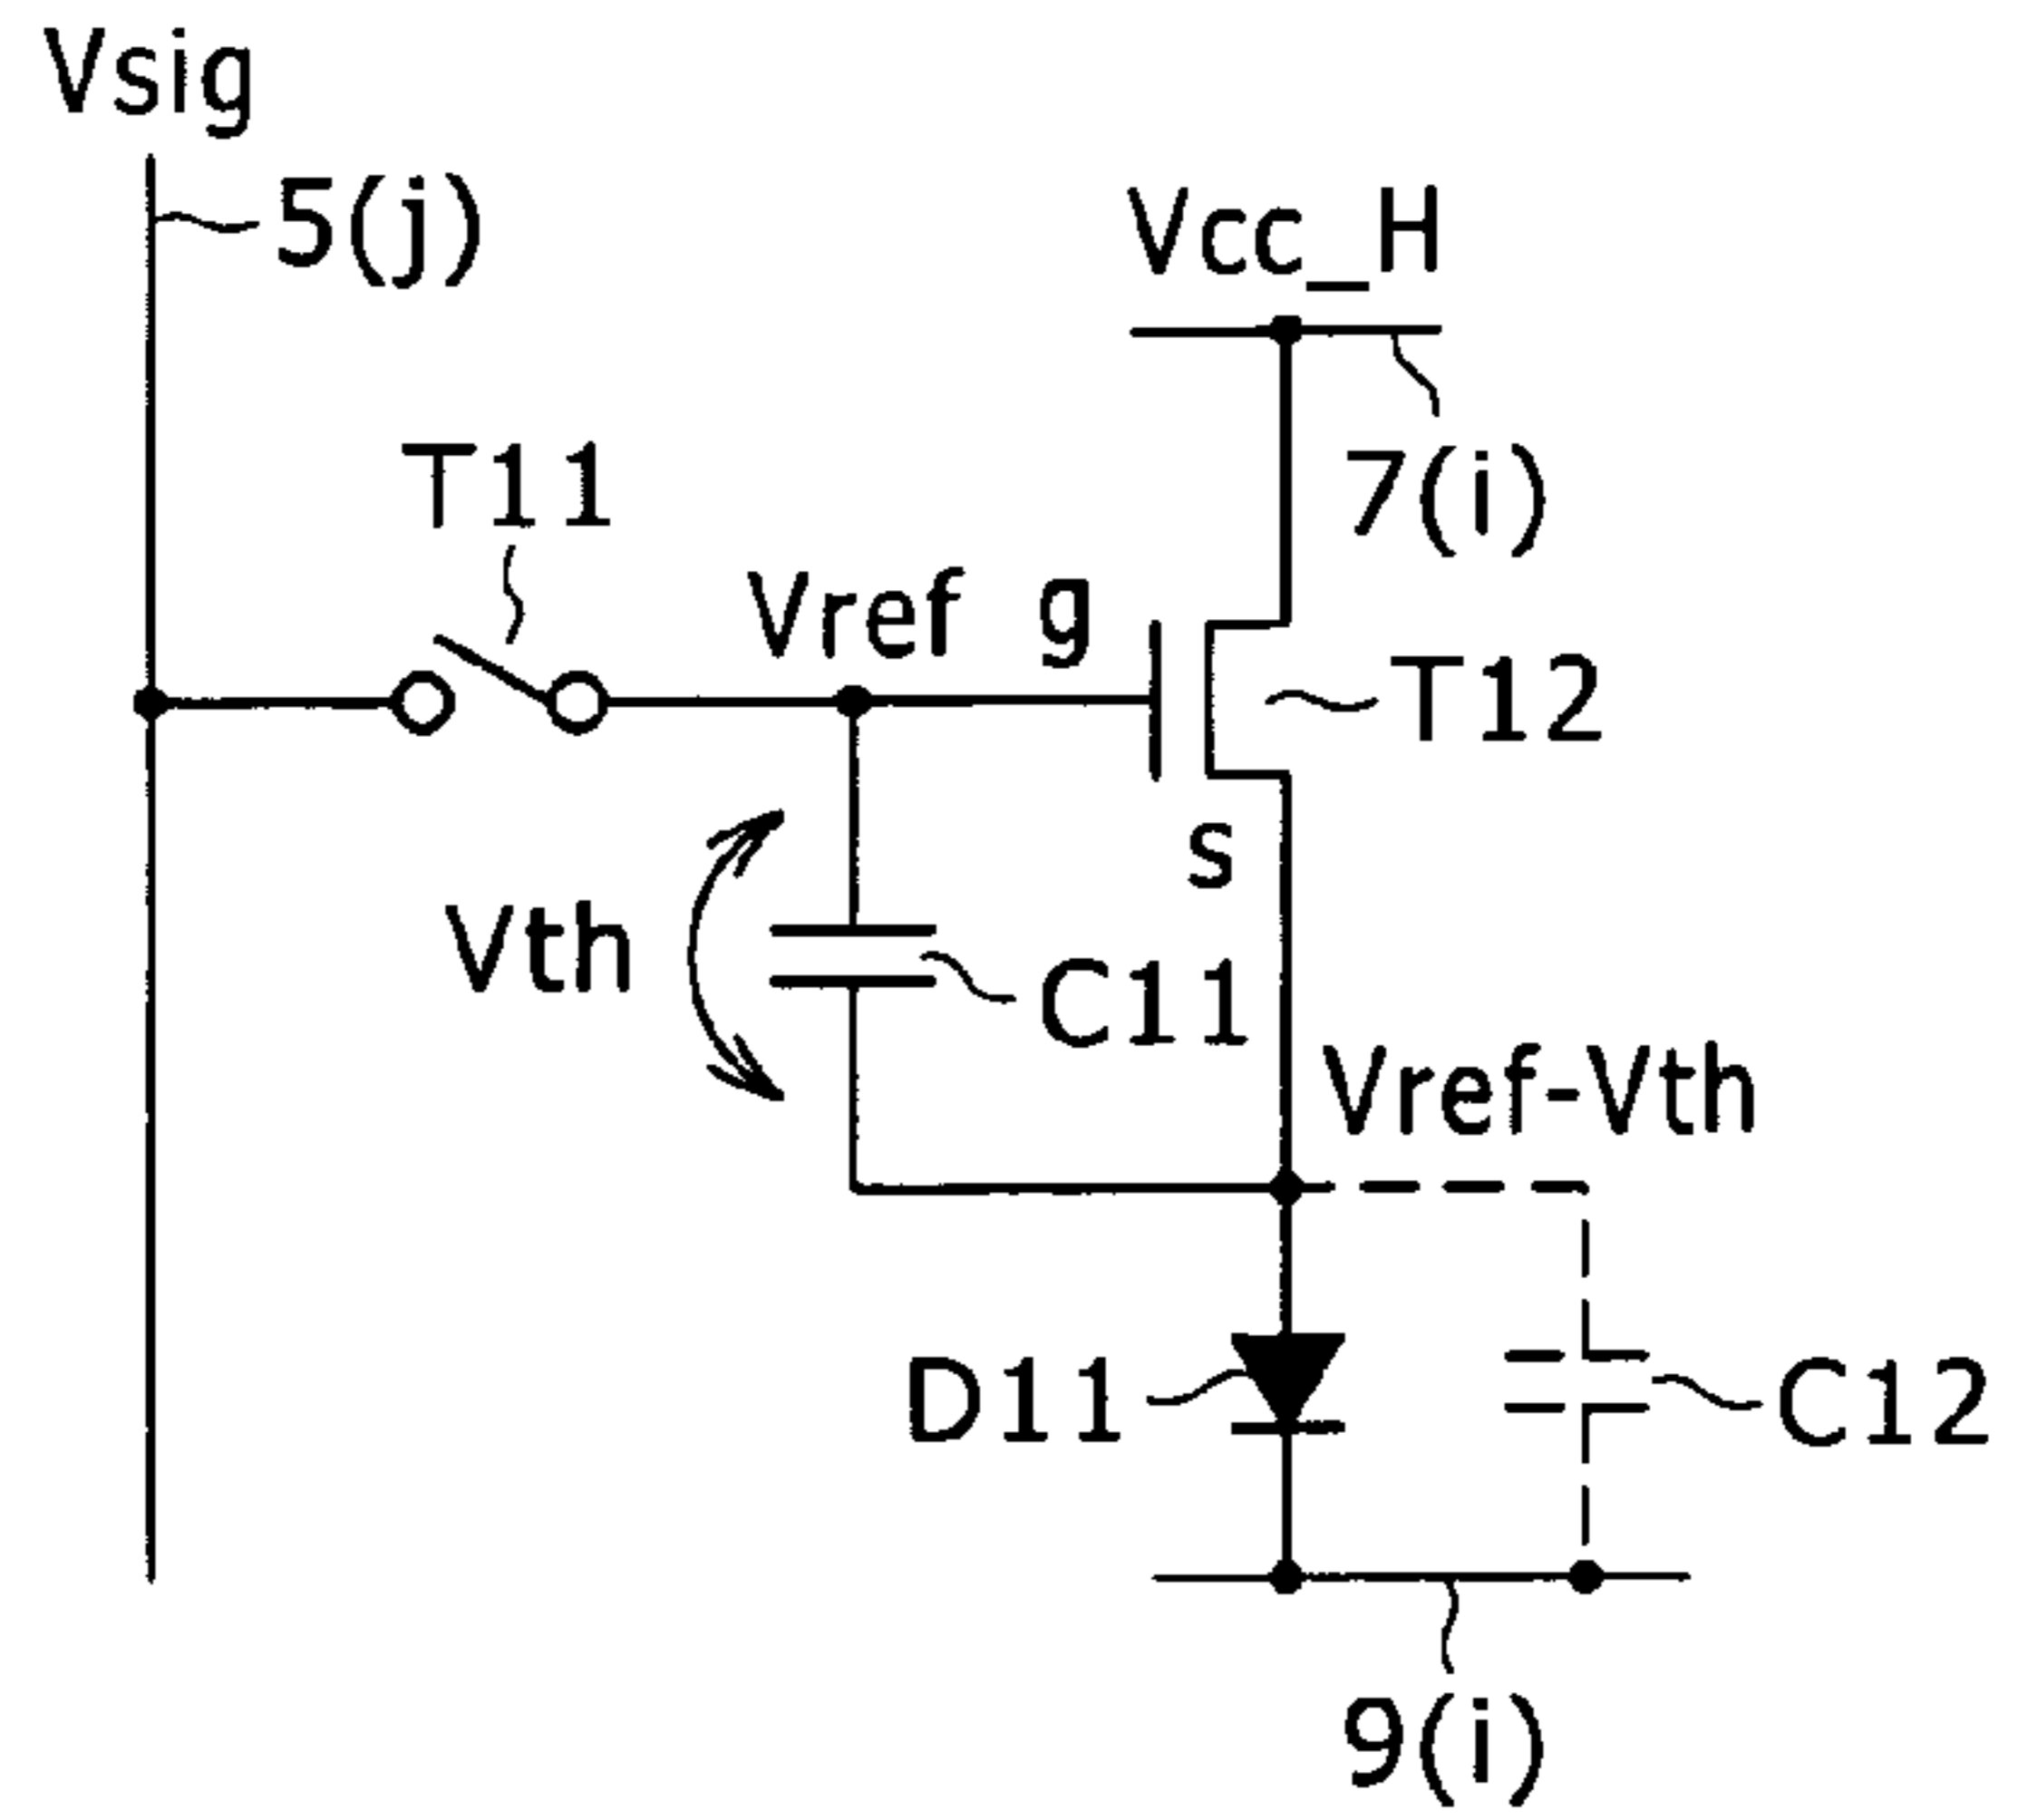 Vsig
5(j)
Vcc_H
7(i)
T11
Vref g
T12
s
Vth
C11
Vref-Vth
D11
C12
9(i)